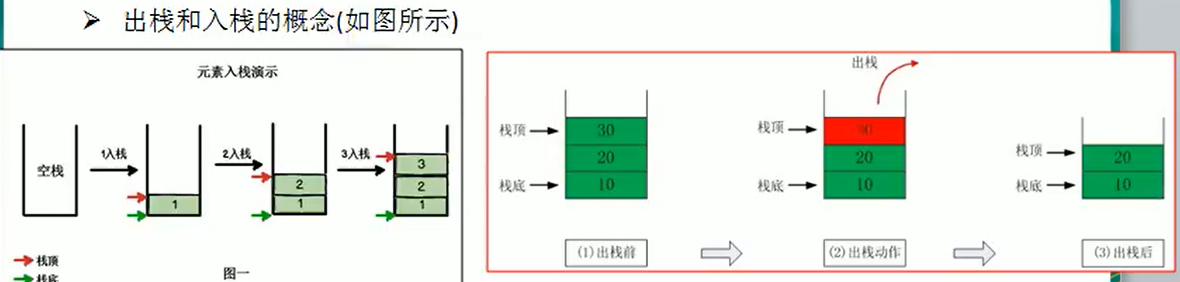 ➢ 出栈和入栈的概念(如图所示)
元素入栈演示
空栈
1入栈
1
2入栈
2
1
3入栈
3
2
1
栈顶
栈底
图一
出栈
栈顶
30
20
栈底
10
(1)出栈前
栈顶
30
20
栈底
10
(2)出栈动作
栈顶
20
栈底
10
(3)出栈后